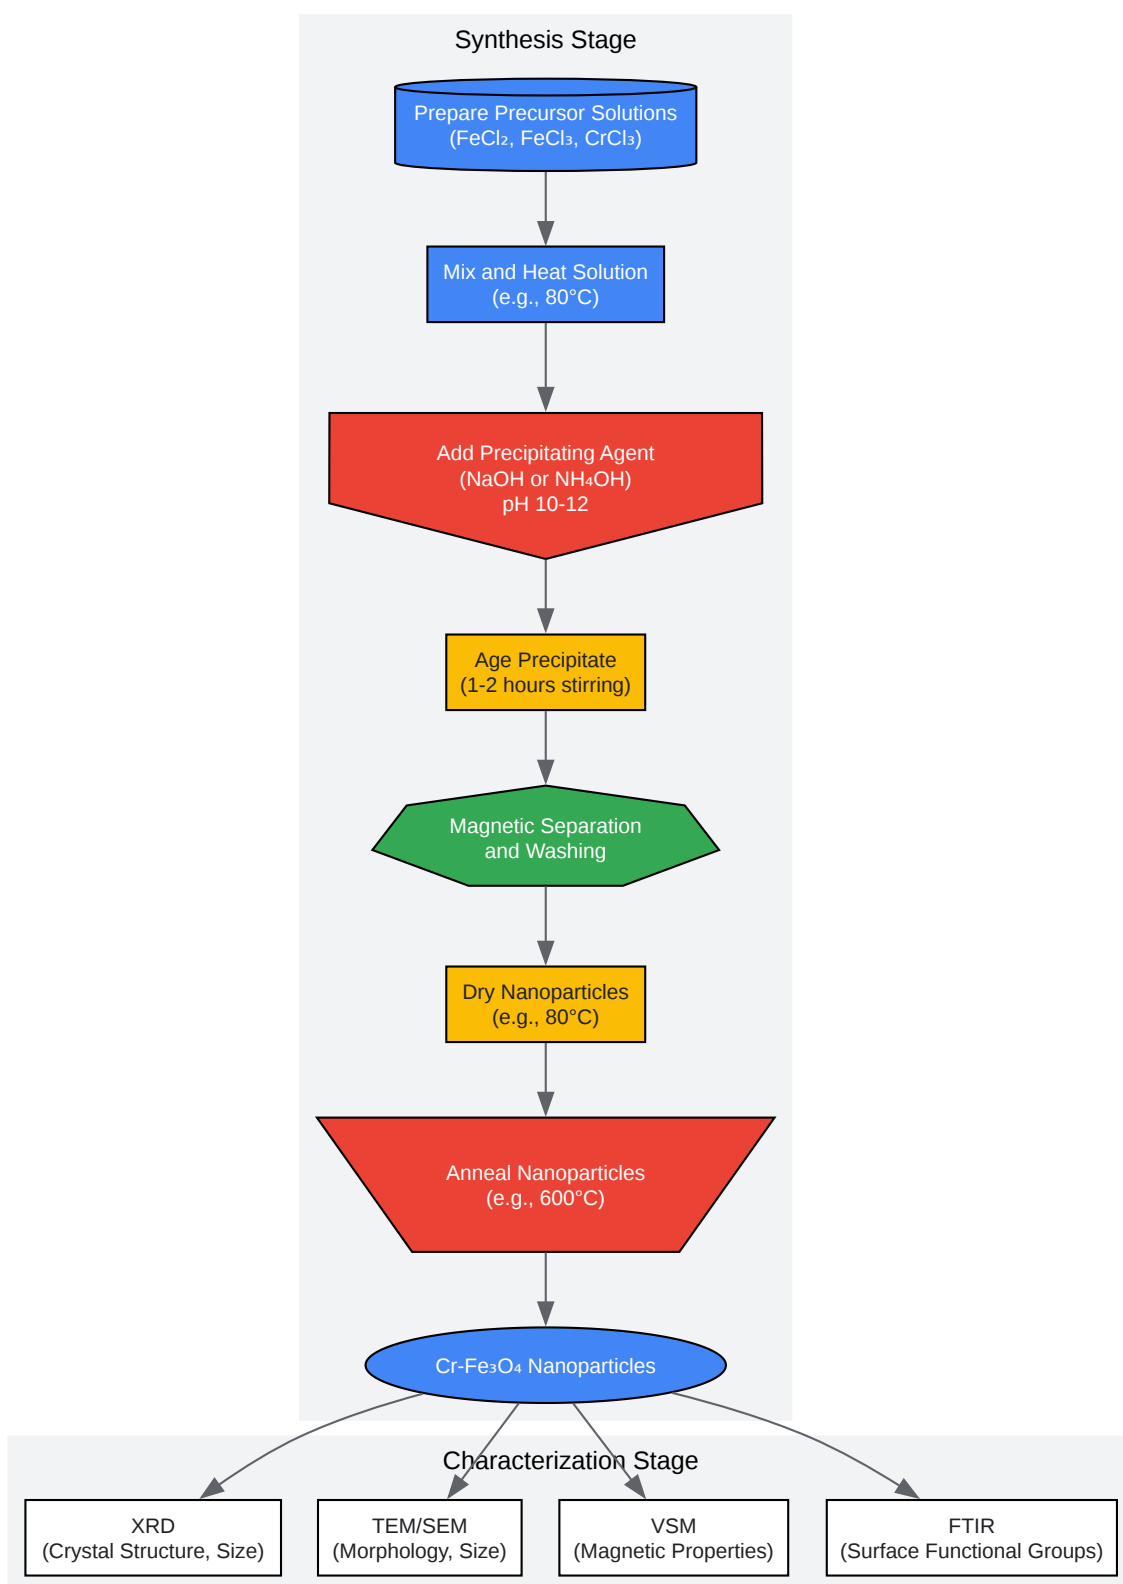 Synthesis Stage
Prepare Precursor Solutions
(FeCl₂, FeCl₃, CrCl₃)
Mix and Heat Solution
(e.g., 80°C)
Add Precipitating Agent
(NaOH or NH₄OH)
pH 10-12
Age Precipitate
(1-2 hours stirring)
Magnetic Separation
and Washing
Dry Nanoparticles
(e.g., 80°C)
Anneal Nanoparticles
(e.g., 600°C)
Cr-Fe₃O₄ Nanoparticles
Characterization Stage
XRD
(Crystal Structure, Size)
TEM/SEM
(Morphology, Size)
VSM
(Magnetic Properties)
FTIR
(Surface Functional Groups)